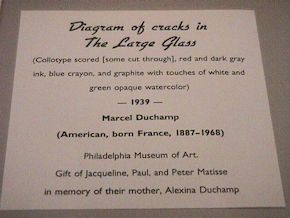 Diagram of cracks in
The Large Glass
(Collotype scored [some cut through], red and dark gray
ink, blue crayon, and graphite with touches of white and
green opaque watercolor)
— 1939 —
Marcel Duchamp
(American, born France, 1887–1968)
Philadelphia Museum of Art.
Gift of Jacqueline, Paul, and Peter Matisse
in memory of their mother, Alexina Duchamp